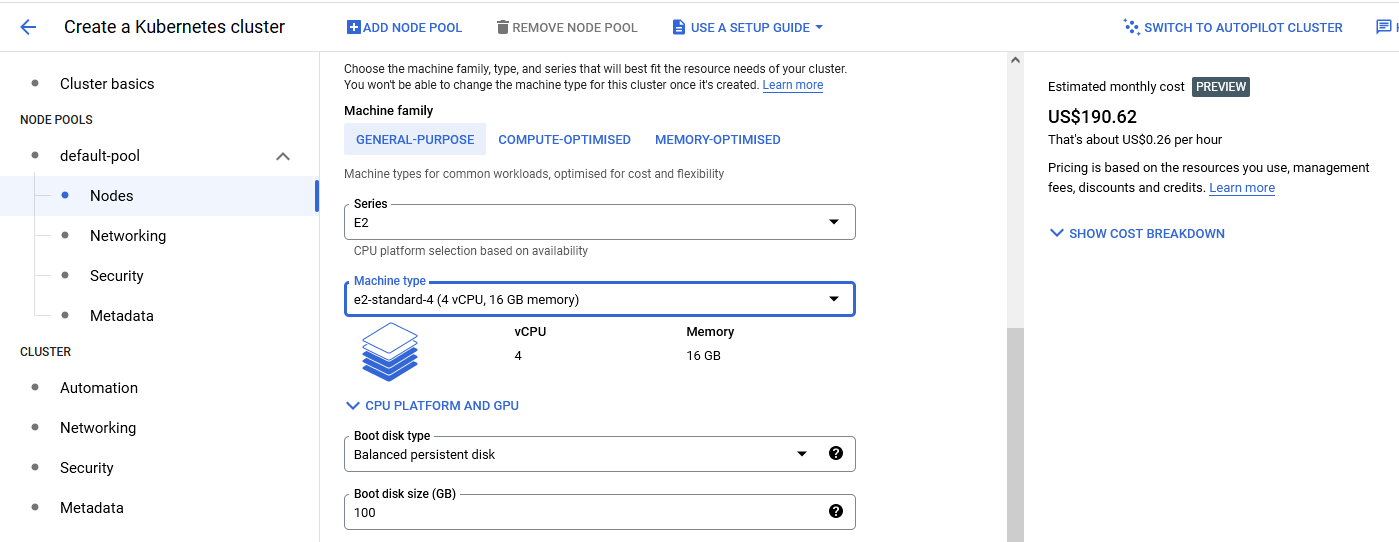 Create a Kubernetes cluster
ADD NODE POOL
REMOVE NODE POOL
USE A SETUP GUIDE
SWITCH TO AUTOPILOT CLUSTER
Cluster basics
NODE POOLS
default-pool
Nodes
Networking
Security
Metadata
CLUSTER
Automation
Networking
Security
Metadata
Choose the machine family, type, and series that will best fit the resource needs of your cluster.
You won't be able to change the machine type for this cluster once it's created. Learn more
Machine family
GENERAL-PURPOSE
COMPUTE-OPTIMISED
MEMORY-OPTIMISED
Machine types for common workloads, optimised for cost and flexibility
Series
E2
CPU platform selection based on availability
Machine type
e2-standard-4 (4 vCPU, 16 GB memory)
vCPU
Memory
4
16 GB
CPU PLATFORM AND GPU
Boot disk type
Balanced persistent disk
Boot disk size (GB)
100
Estimated monthly cost PREVIEW
US$190.62
That's about US$0.26 per hour
Pricing is based on the resources you use, management
fees, discounts and credits. Learn more
SHOW COST BREAKDOWN